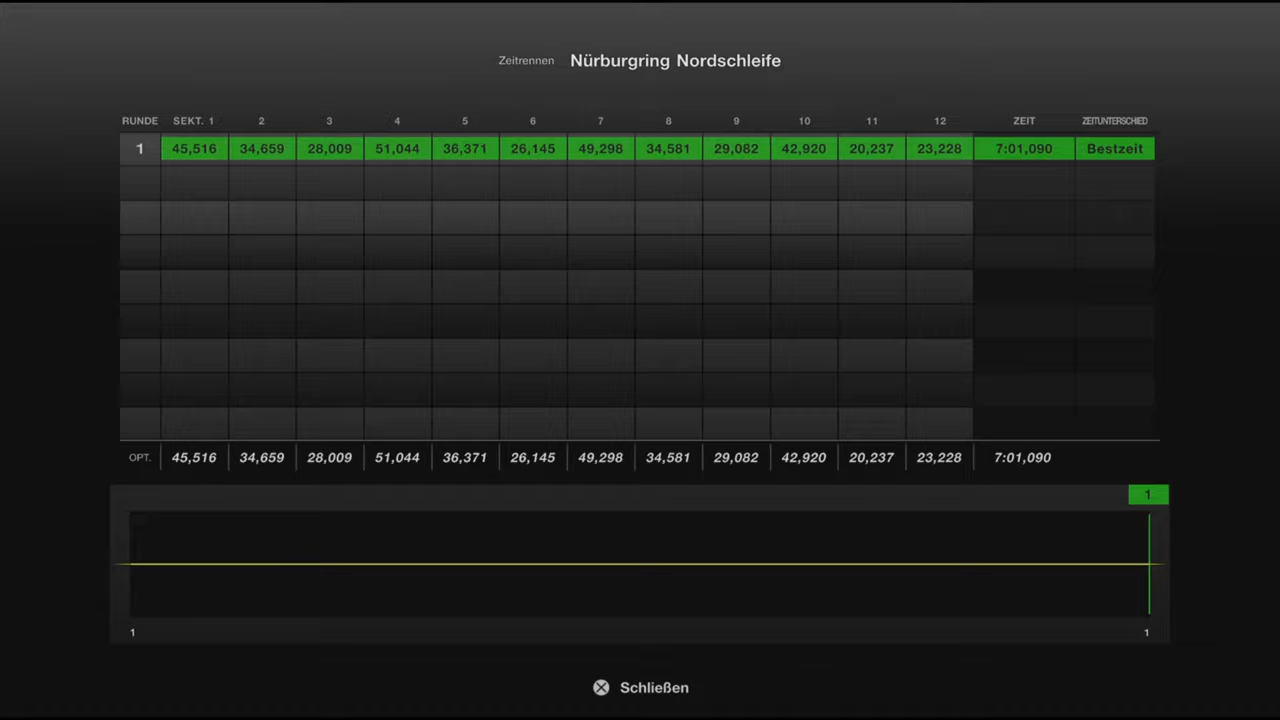 Zeitrennen Nürburgring Nordschleife
RUNDE SEKT. 1 2 3 4 5 6 7 8 9 10 11 12 ZEIT ZEITUNTERSCHIED
1 45,516 34,659 28,009 51,044 36,371 26,145 49,298 34,581 29,082 42,920 20,237 23,228 7:01,090 Bestzeit
OPT. 45,516 34,659 28,009 51,044 36,371 26,145 49,298 34,581 29,082 42,920 20,237 23,228 7:01,090
1
1 1
Schließen